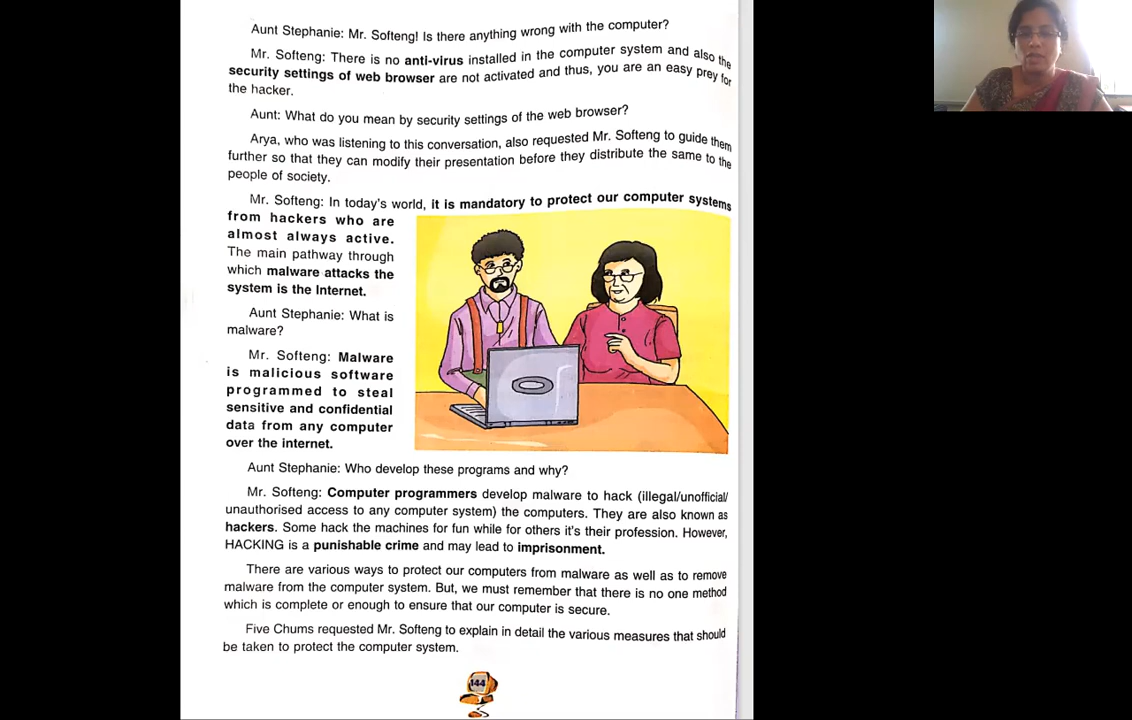 Aunt Stephanie: Mr. Softeng! Is there anything wrong with the computer?
Mr. Softeng: There is no anti-virus installed in the computer system and also the
security settings of web browser are not activated and thus, you are an easy prey for
the hacker.
Aunt: What do you mean by security settings of the web browser?
Arya, who was listening to this conversation, also requested Mr. Softeng to guide them
further so that they can modify their presentation before they distribute the same to the
people of society.
Mr. Softeng: In today's world, it is mandatory to protect our computer systems
from hackers who are
almost always active.
The main pathway through
which malware attacks the
system is the Internet.
Aunt Stephanie: What is
malware?
Mr. Softeng: Malware
is malicious software
programmed to steal
sensitive and confidential
data from any computer
over the internet.
Aunt Stephanie: Who develop these programs and why?
Mr. Softeng: Computer programmers develop malware to hack (illegal/unofficial/
unauthorised access to any computer system) the computers. They are also known as
hackers. Some hack the machines for fun while for others it's their profession. However,
HACKING is a punishable crime and may lead to imprisonment.
There are various ways to protect our computers from malware as well as to remove
malware from the computer system. But, we must remember that there is no one method
which is complete or enough to ensure that our computer is secure.
Five Chums requested Mr. Softeng to explain in detail the various measures that should
be taken to protect the computer system.
144